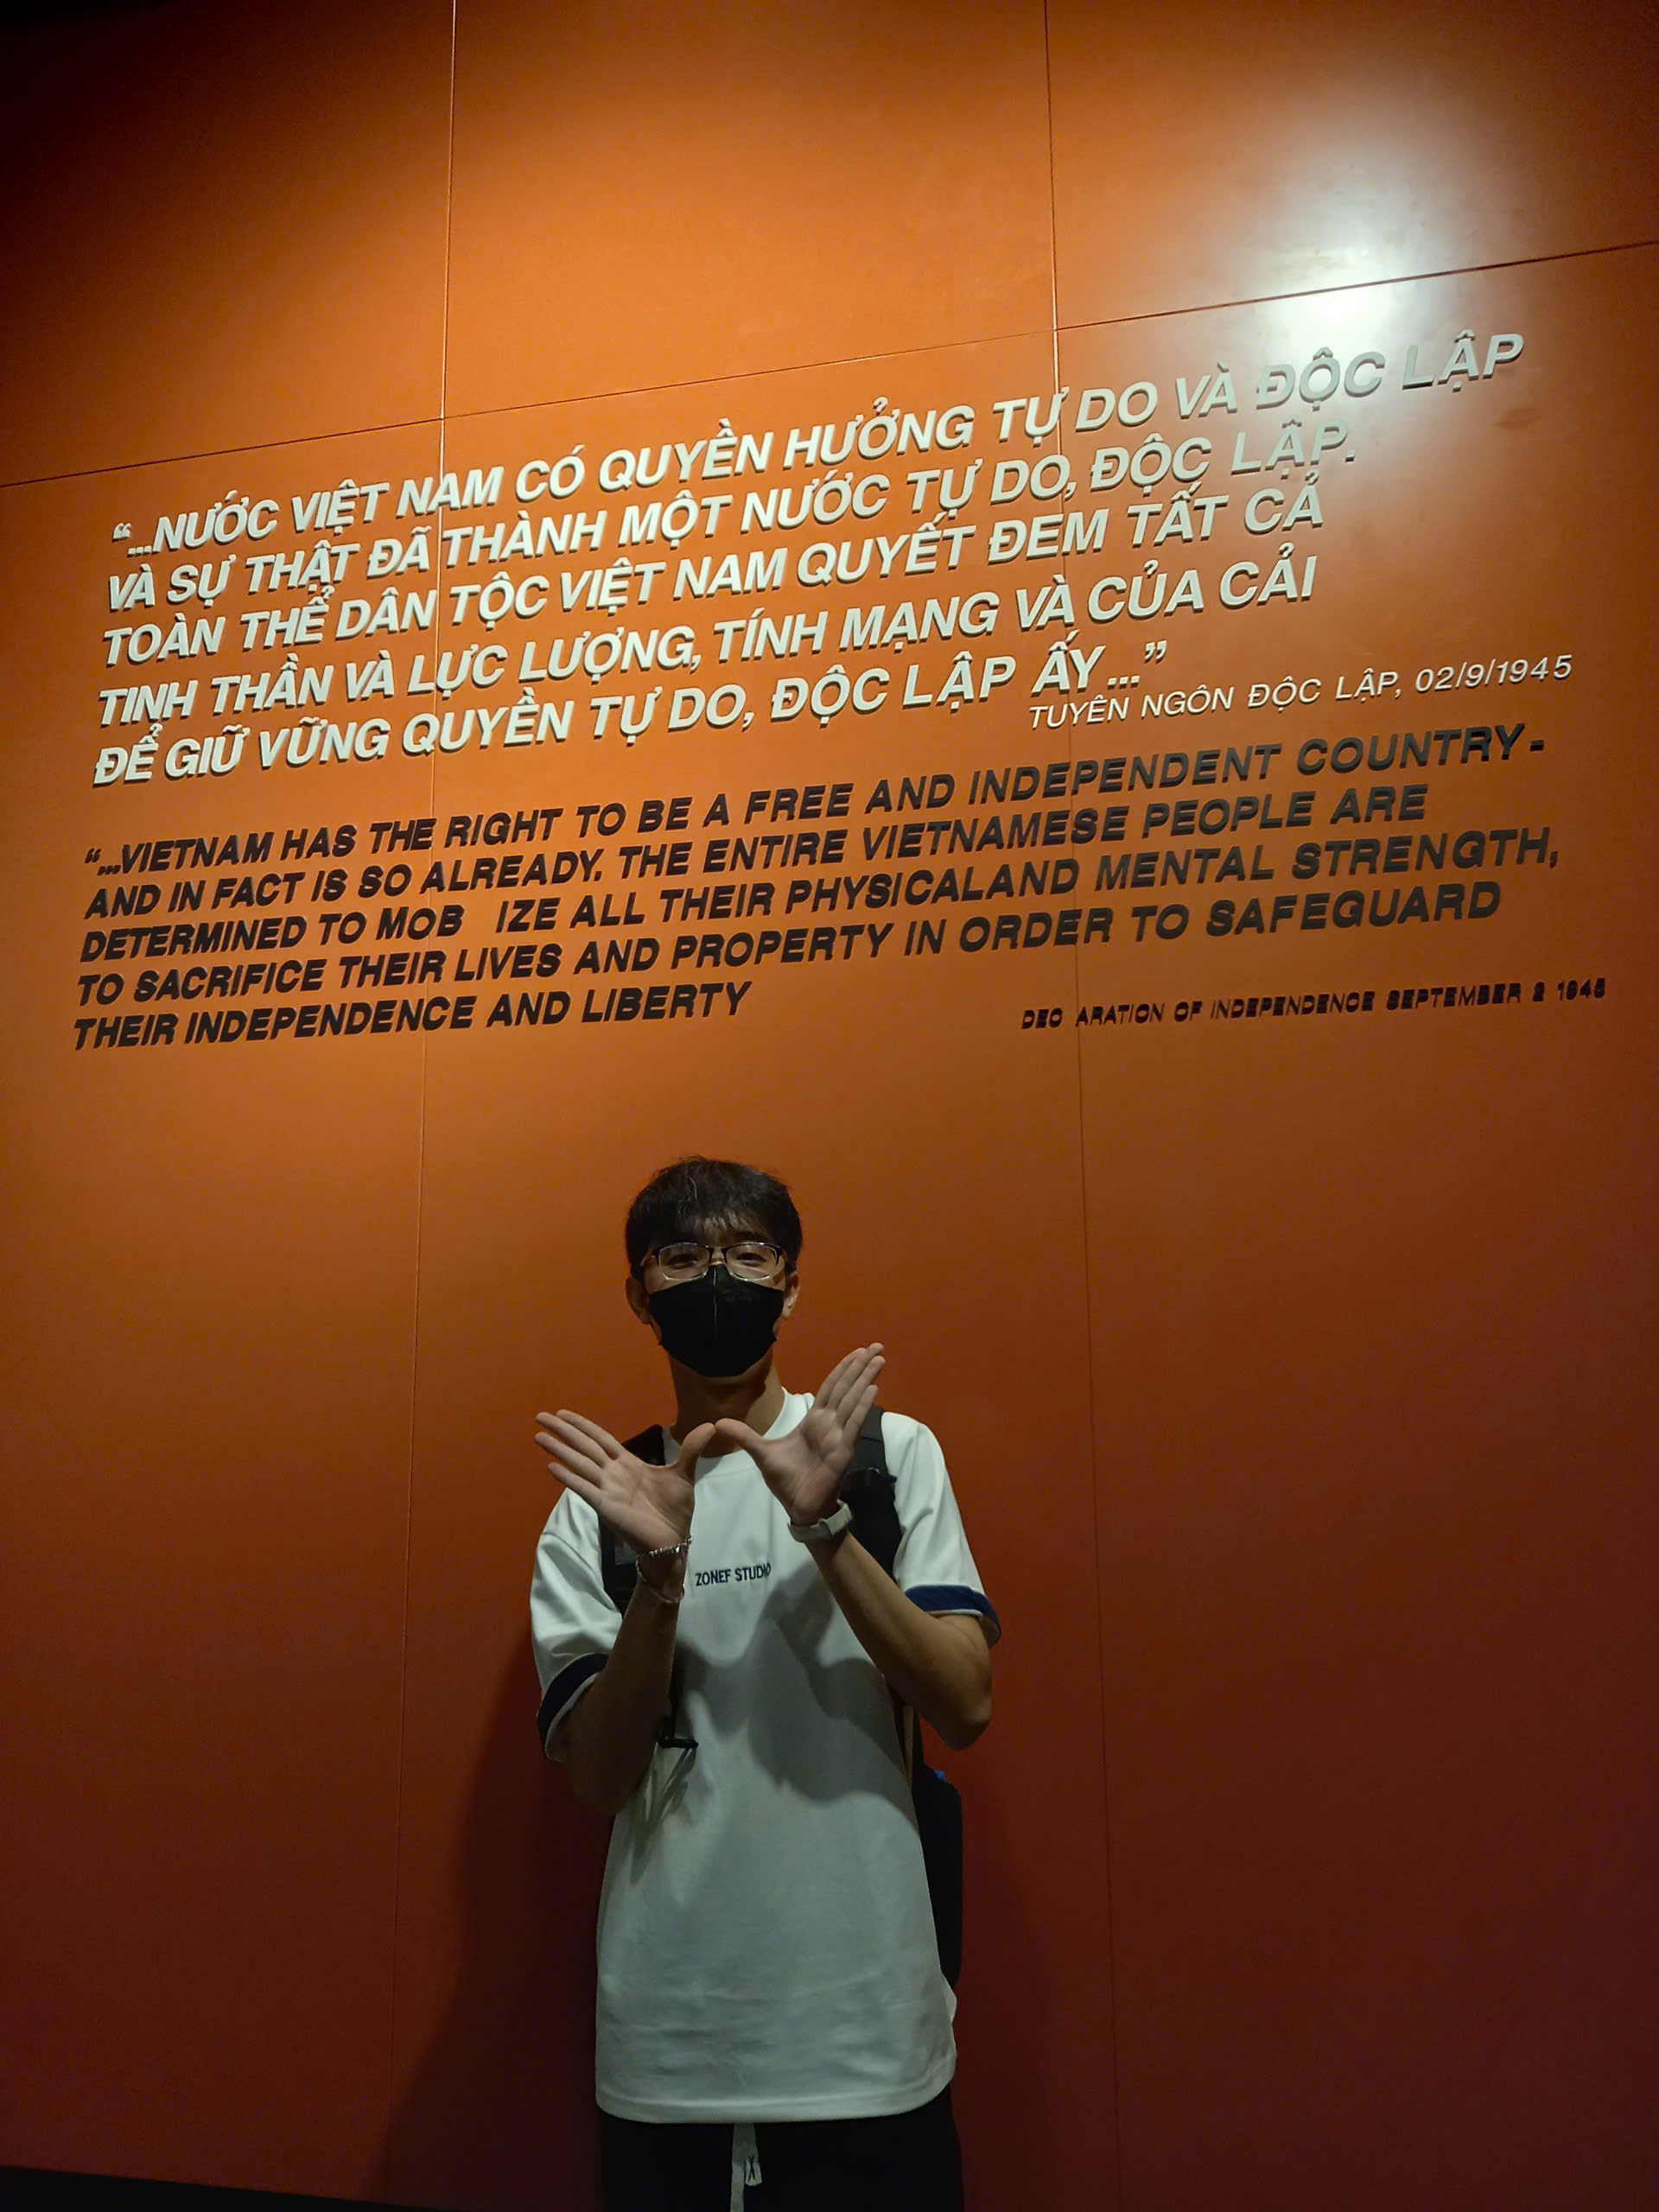 “...NƯỚC VIỆT NAM CÓ QUYỀN HƯỞNG TỰ DO VÀ ĐỘC LẬP
VÀ SỰ THẬT ĐÃ THÀNH MỘT NƯỚC TỰ DO, ĐỘC LẬP.
TOÀN THỂ DÂN TỘC VIỆT NAM QUYẾT ĐEM TẤT CẢ
TINH THẦN VÀ LỰC LƯỢNG, TÍNH MẠNG VÀ CỦA CẢI
ĐỂ GIỮ VỮNG QUYỀN TỰ DO, ĐỘC LẬP ẤY...”
TUYÊN NGÔN ĐỘC LẬP, 02/9/1945
“...VIETNAM HAS THE RIGHT TO BE A FREE AND INDEPENDENT COUNTRY -
AND IN FACT IS SO ALREADY. THE ENTIRE VIETNAMESE PEOPLE ARE
DETERMINED TO MOB IZE ALL THEIR PHYSICALAND MENTAL STRENGTH,
TO SACRIFICE THEIR LIVES AND PROPERTY IN ORDER TO SAFEGUARD
THEIR INDEPENDENCE AND LIBERTY
DEC ARATION OF INDEPENDENCE SEPTEMBER 2 1945
ZONEF STUDIO